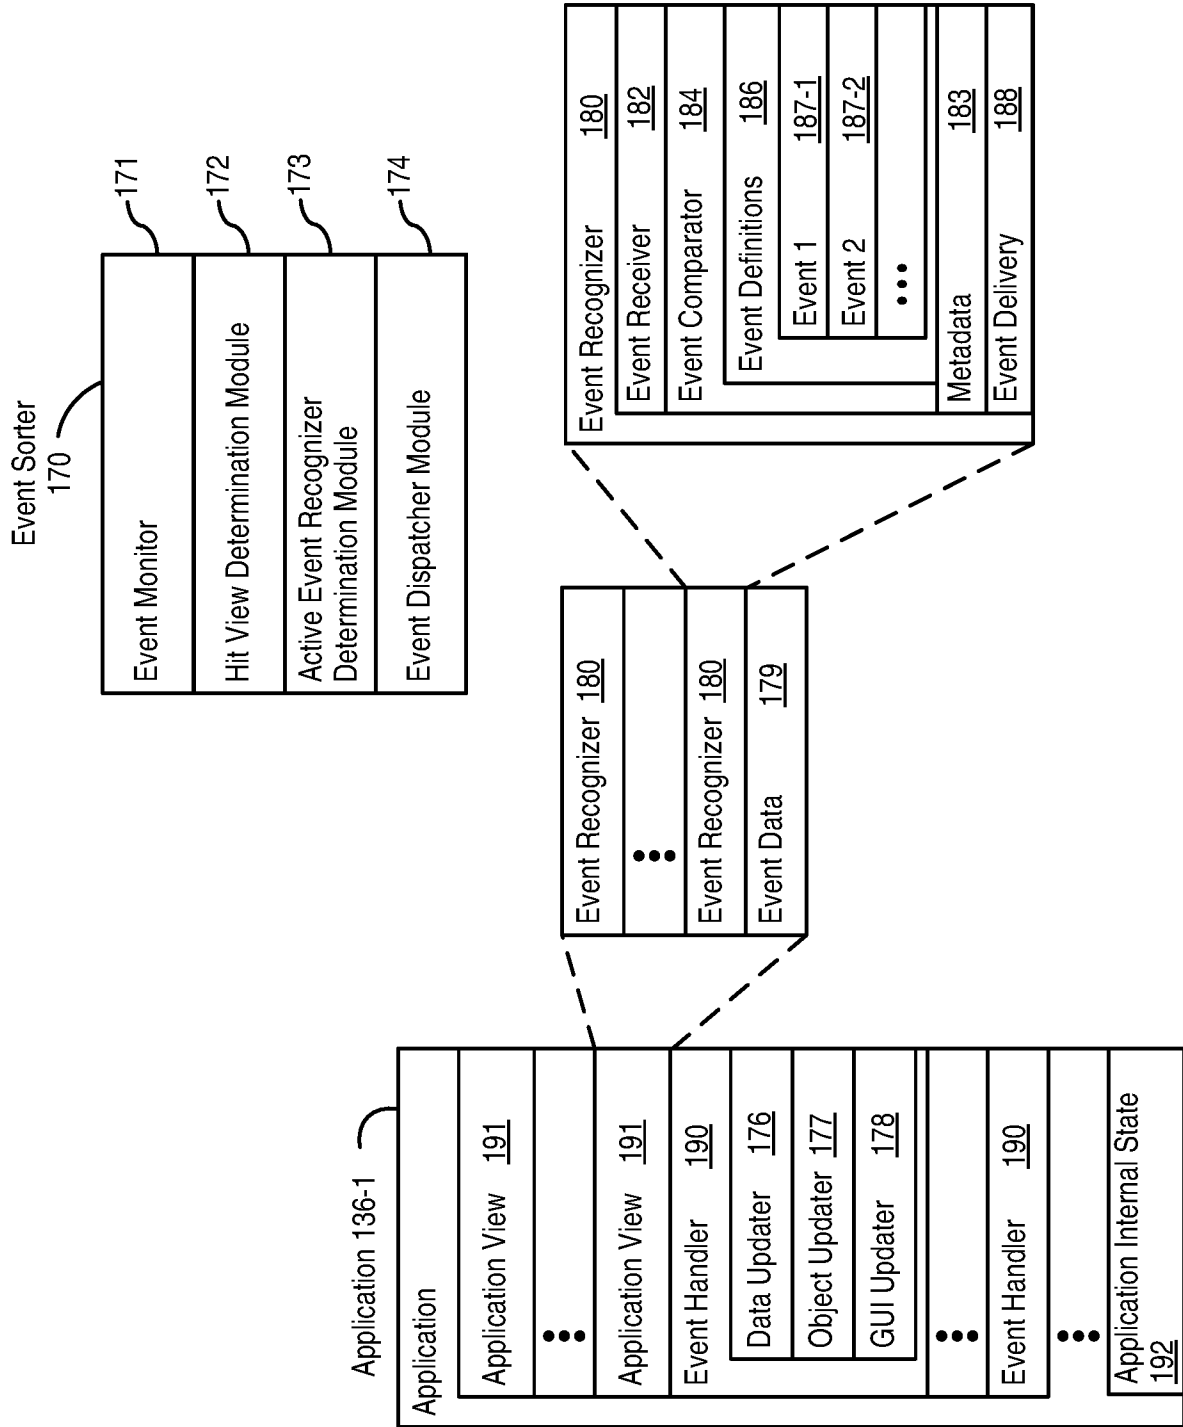 Event Sorter
170
Event Monitor
171
Hit View Determination Module
172
Active Event Recognizer
Determination Module
173
Event Dispatcher Module
174
Application 136-1
Application
Application View 191
•••
Application View 191
Event Handler 190
Data Updater 176
Object Updater 177
GUI Updater 178
•••
Event Handler 190
•••
Application Internal State
192
Event Recognizer 180
•••
Event Recognizer 180
Event Data 179
Event Recognizer 180
Event Receiver 182
Event Comparator 184
Event Definitions 186
Event 1 187-1
Event 2 187-2
•••
Metadata 183
Event Delivery 188